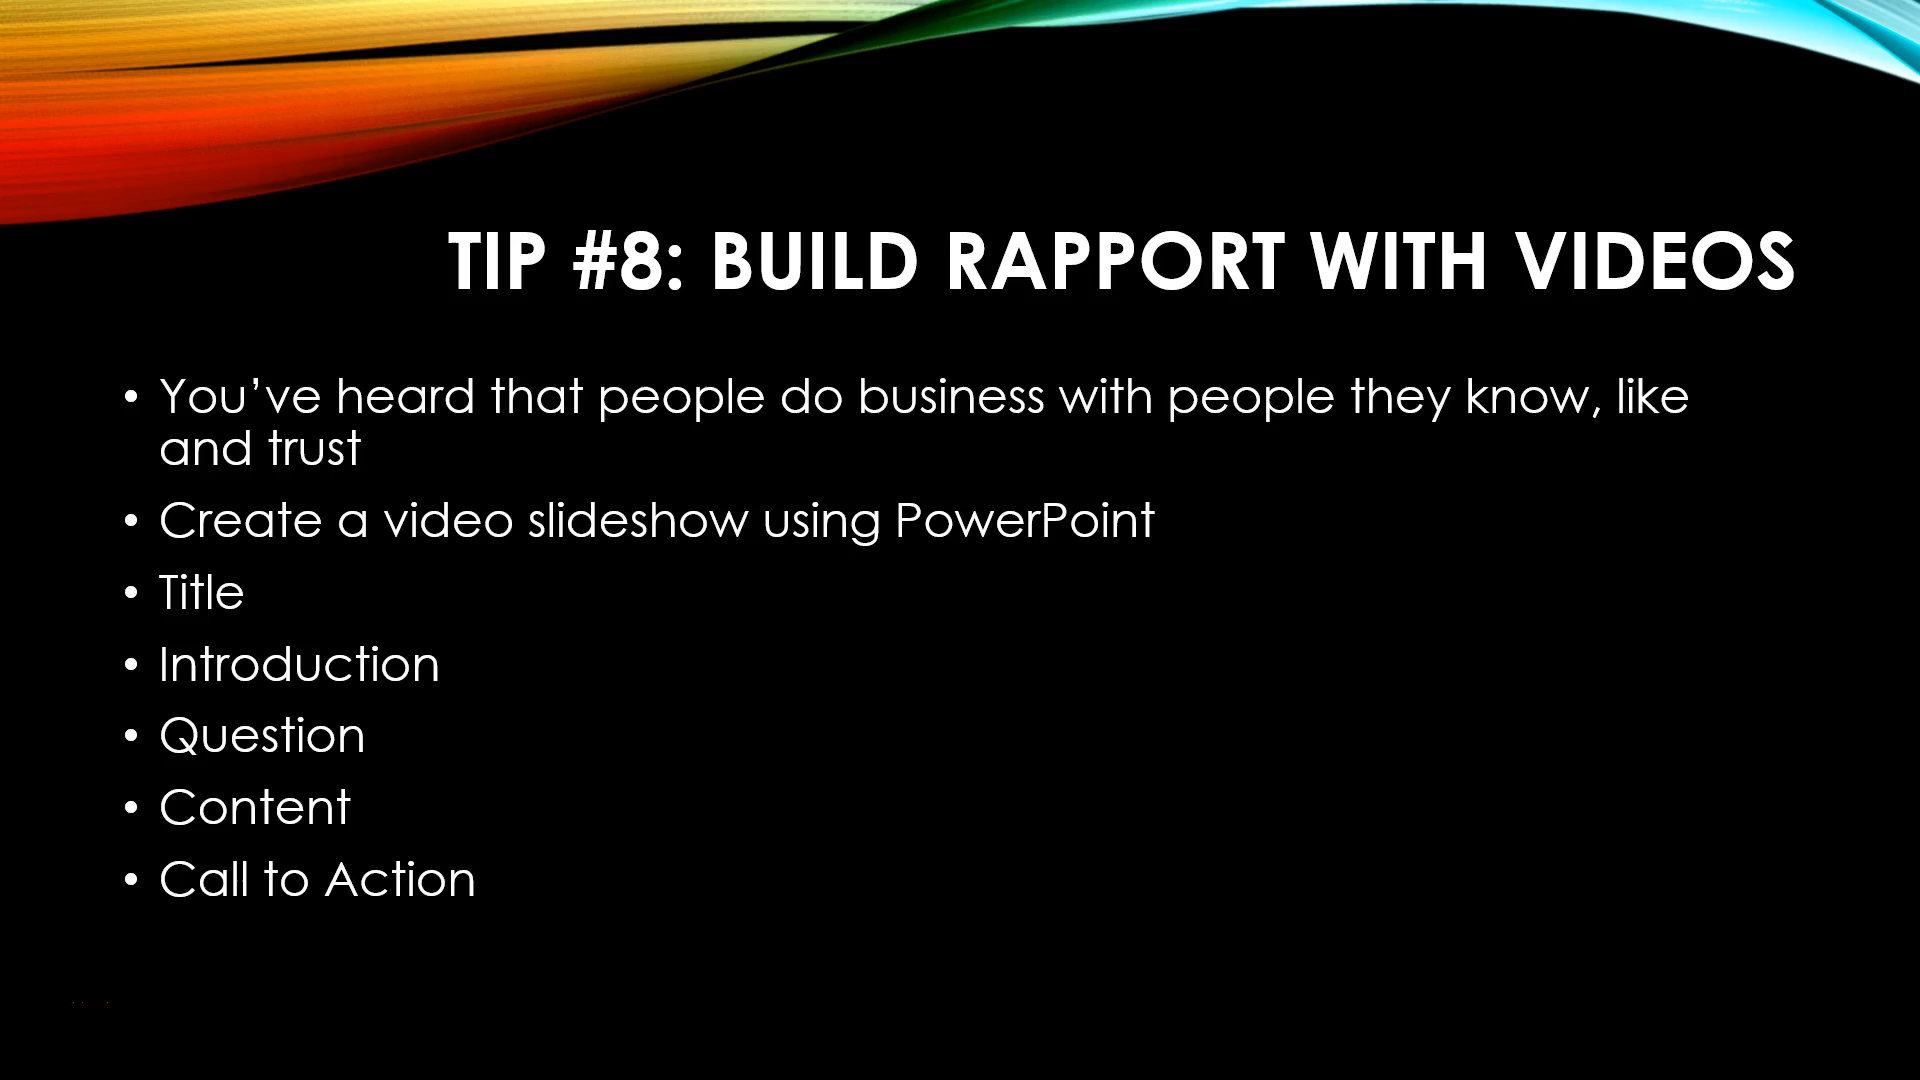 TIP #8: BUILD RAPPORT WITH VIDEOS
• You’ve heard that people do business with people they know, like
and trust
• Create a video slideshow using PowerPoint
• Title
• Introduction
• Question
• Content
• Call to Action